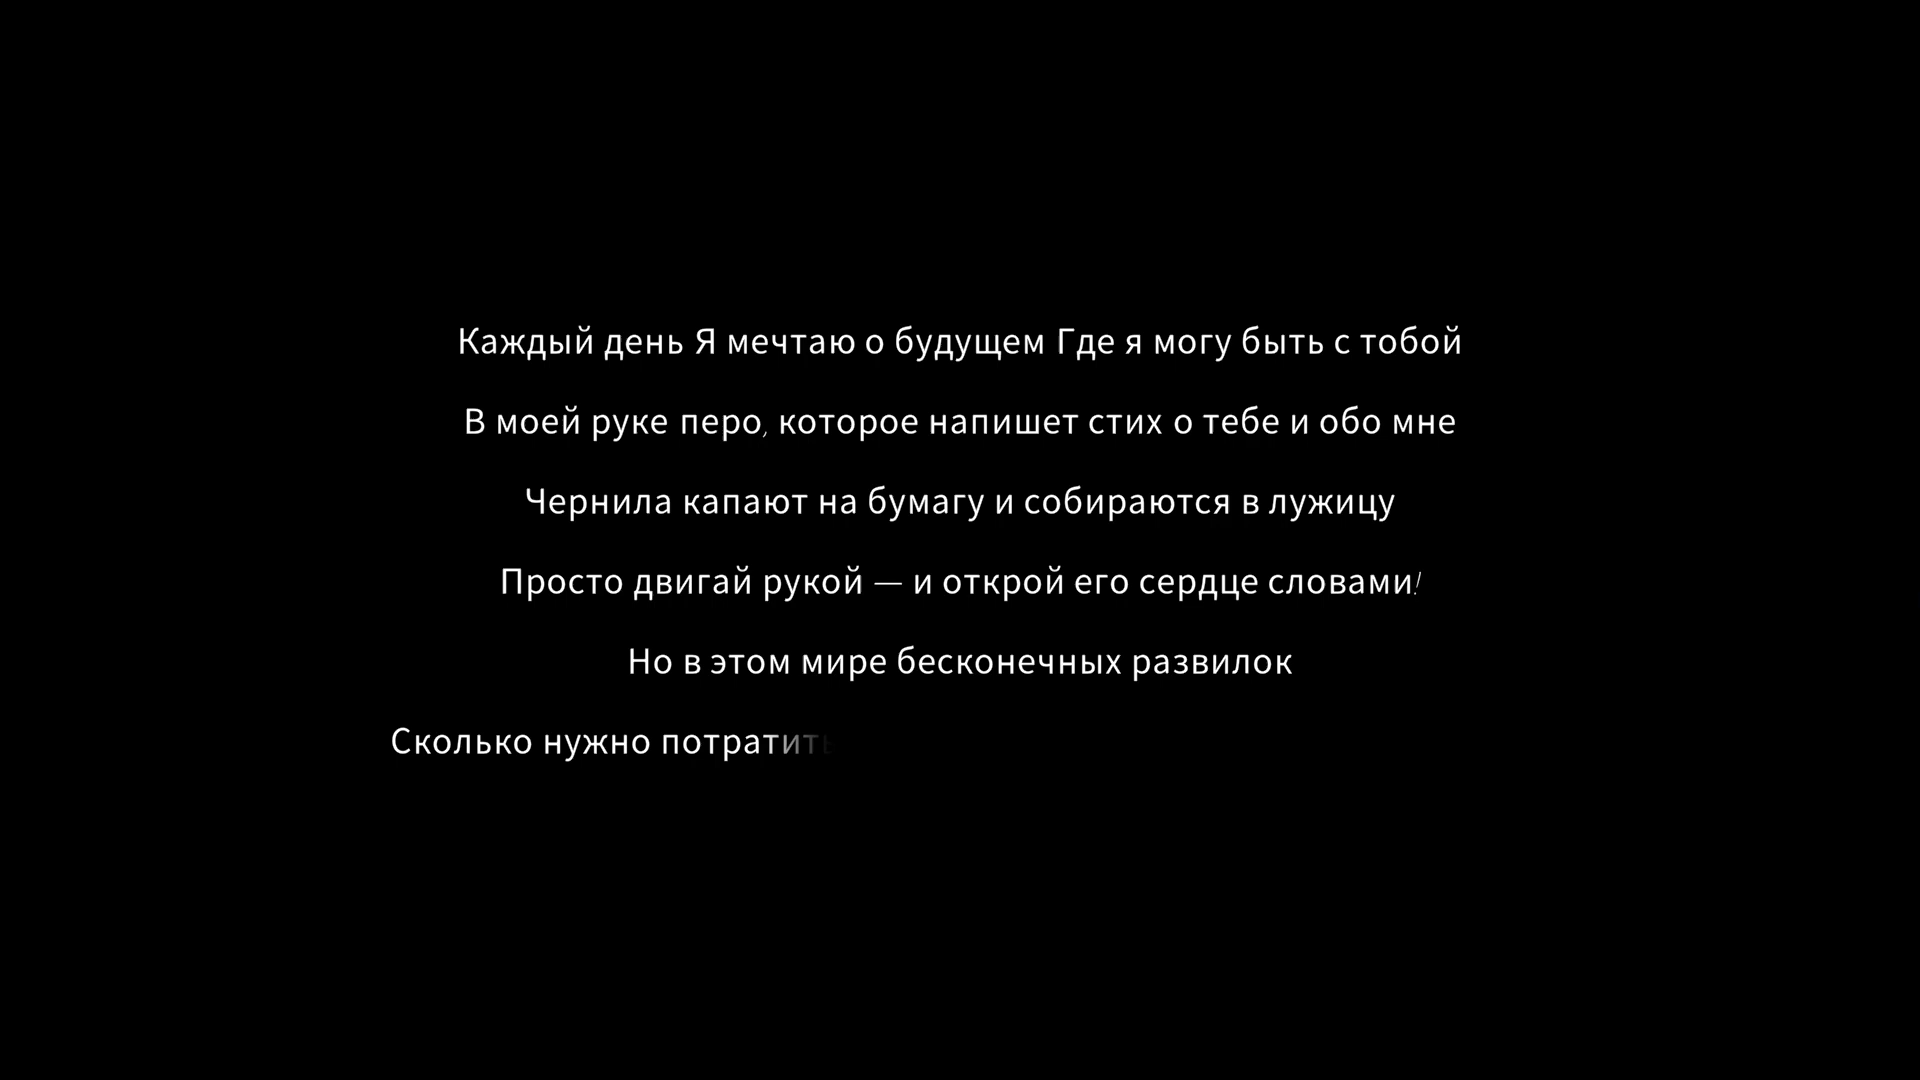 Каждый день Я мечтаю о будущем Где я могу быть с тобой
В моей руке перо, которое напишет стих о тебе и обо мне
Чернила капают на бумагу и собираются в лужицу
Просто двигай рукой — и открой его сердце словами!
Но в этом мире бесконечных развилок
Сколько нужно потратить